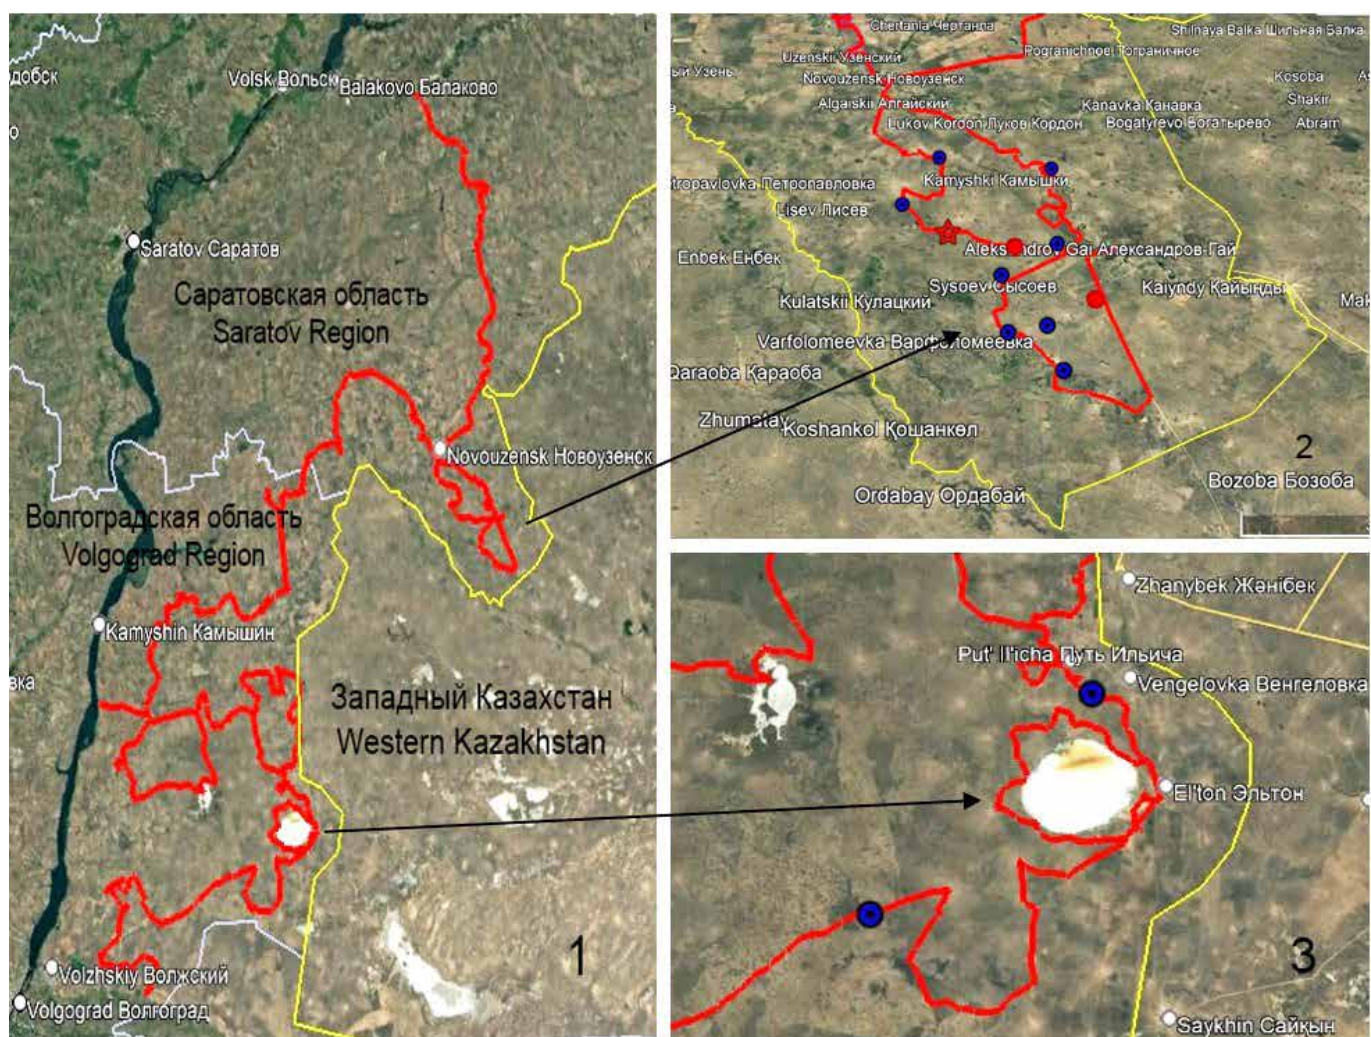 добск
Volsk Вольск
Balakovo Балаково
Saratov Саратов
Саратовская область
Saratov Region
Novouzensk Новоузенск
Волгоградская область
Volgograd Region
Kamyshin Камышин
вка
Западный Казахстан
Western Kazakhstan
1
Volzhskiy Волжский
Volgograd Волгоград
Chertanla Чертанла
Shilnaya Balka Шильная Балка
Pogranichnoe Пограничное
Uzenskii Узенский
ый Узень
Novouzensk Новоузенск
Kosoba
Algaiskii Алгайский
Kanavka Канавка
Shakir
Lukov Kordon Луков Кордон
Bogatyrevo Богатырево
Abram
tropavlovka Петропавловка
Kamyshki Камышки
Lisev Лисев
Aleksandrov Gai Александров-Гай
Enbek Еңбек
Sysoev Сысоев
Kaiyndy Қайыңды
Mak
Kulatskii Кулацкий
Varfolomeevka Варфоломеевка
Qaraoba Қараоба
Zhumatay
Koshankol Қошанкөл
2
Ordabay Ордабай
Bozoba Бозоба
Zhanybek Жәнібек
Put' Il'icha Путь Ильича
Vengelovka Венгеловка
El'ton Эльтон
3
Saykhin Сайқын